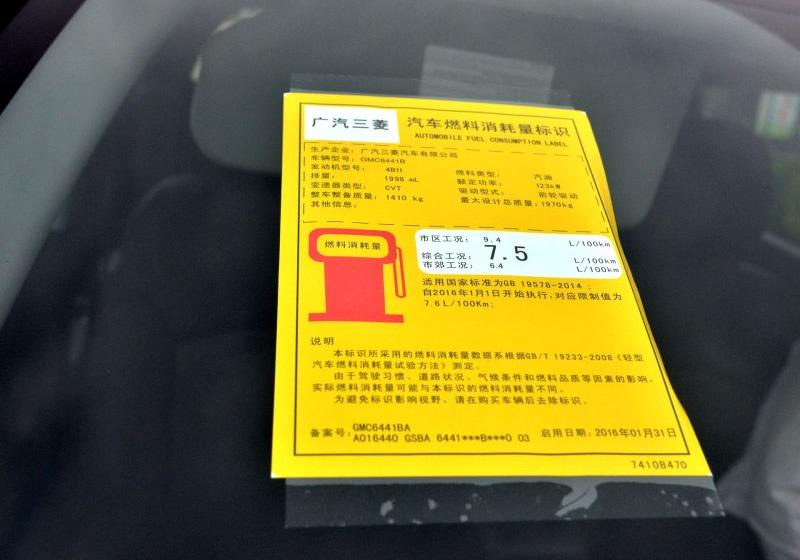 广汽三菱
汽车燃料消耗量标识
AUTOMOBILE FUEL CONSUMPTION LABEL
生产企业: 广汽三菱汽车有限公司
车辆型号: GMC6441B
发动机型号: 4B11 燃料类型: 汽油
排量: 1998 mL 额定功率: 123kW
变速器类型: CVT 驱动型式: 前轮驱动
整车整备质量: 1410 kg 最大设计总质量: 1970kg
其他信息:
燃料消耗量
市区工况: 9.4 L/100km
综合工况: 7.5 L/100km
市郊工况: 6.4 L/100km
适用国家标准为GB 19578-2014 ;
自2016年1月1日开始执行, 对应限制值为
7.6L/100Km;
说明
本标识所采用的燃料消耗量数据系根据GB/T 19233-2008《轻型
汽车燃料消耗量试验方法》测定。
由于驾驶习惯、道路状况、气候条件和燃料品质等因素的影响,
实际燃料消耗量可能与本标识的燃料消耗量不同。
为避免标识影响视野, 请在购买车辆后去除标识。
备案号: GMC6441BA
A016440 GSBA 6441***B***0 03 启用日期: 2016年01月31日
7410B470